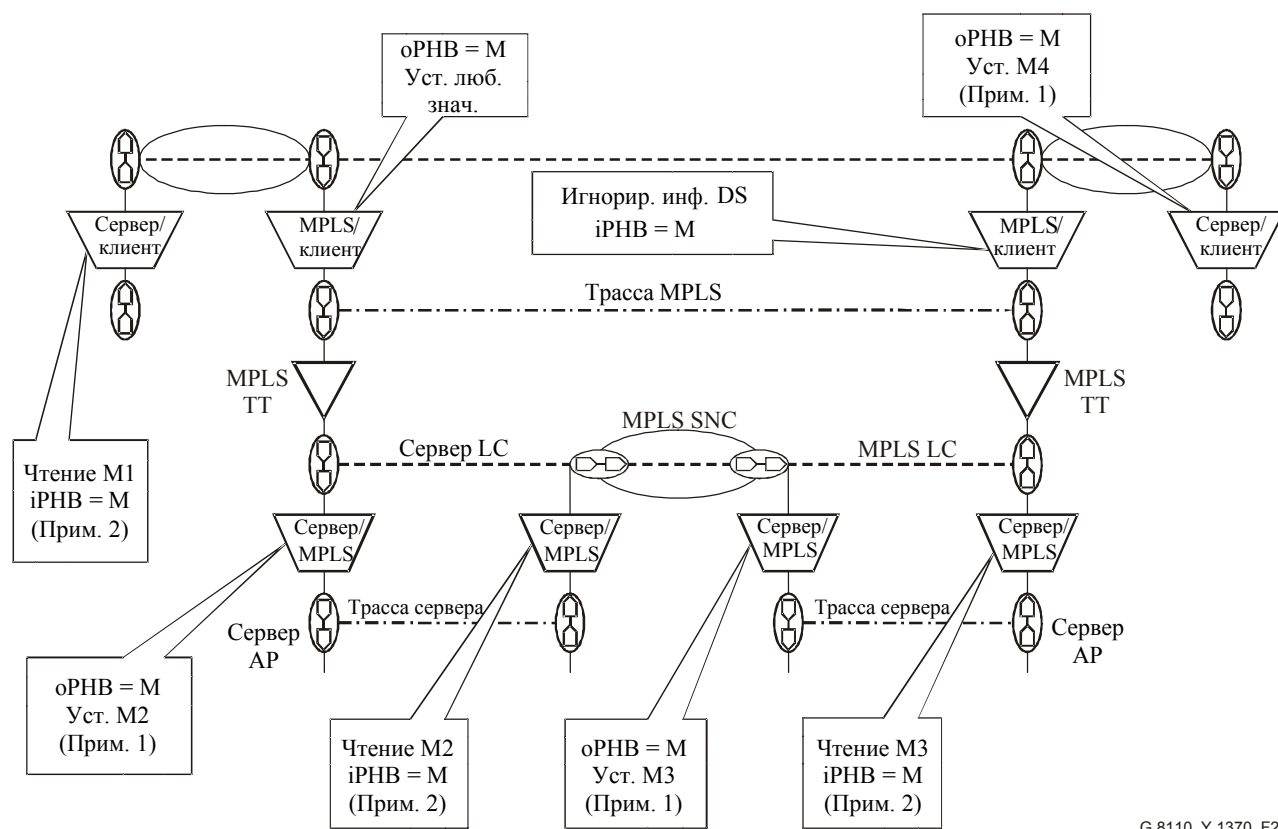 oPHB = M
Уст. люб.
знач.
oPHB = M
Уст. M4
(Прим. 1)
Игнорир. инф. DS
iPHB = M
Сервер/
клиент
MPLS/
клиент
MPLS/
клиент
Сервер/
клиент
Трасса MPLS
MPLS
TT
MPLS
TT
MPLS SNC
Сервер LC
MPLS LC
Чтение M1
iPHB = M
(Прим. 2)
Сервер/
MPLS
Сервер/
MPLS
Сервер/
MPLS
Сервер/
MPLS
Трасса сервера
Трасса сервера
Сервер
AP
Сервер
AP
oPHB = M
Уст. M2
(Прим. 1)
Чтение M2
iPHB = M
(Прим. 2)
oPHB = M
Уст. M3
(Прим. 1)
Чтение M3
iPHB = M
(Прим. 2)